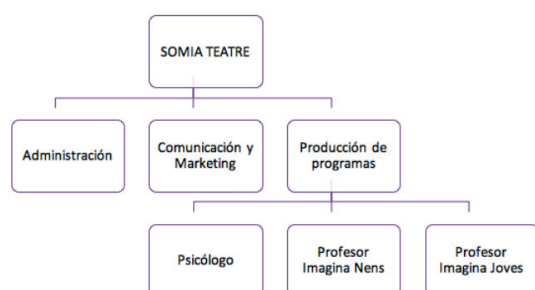 SOMIA TEATRE
Administración
Comunicación y
Marketing
Producción de
programas
Psicólogo
Profesor
Imagina Nens
Profesor
Imagina Joves